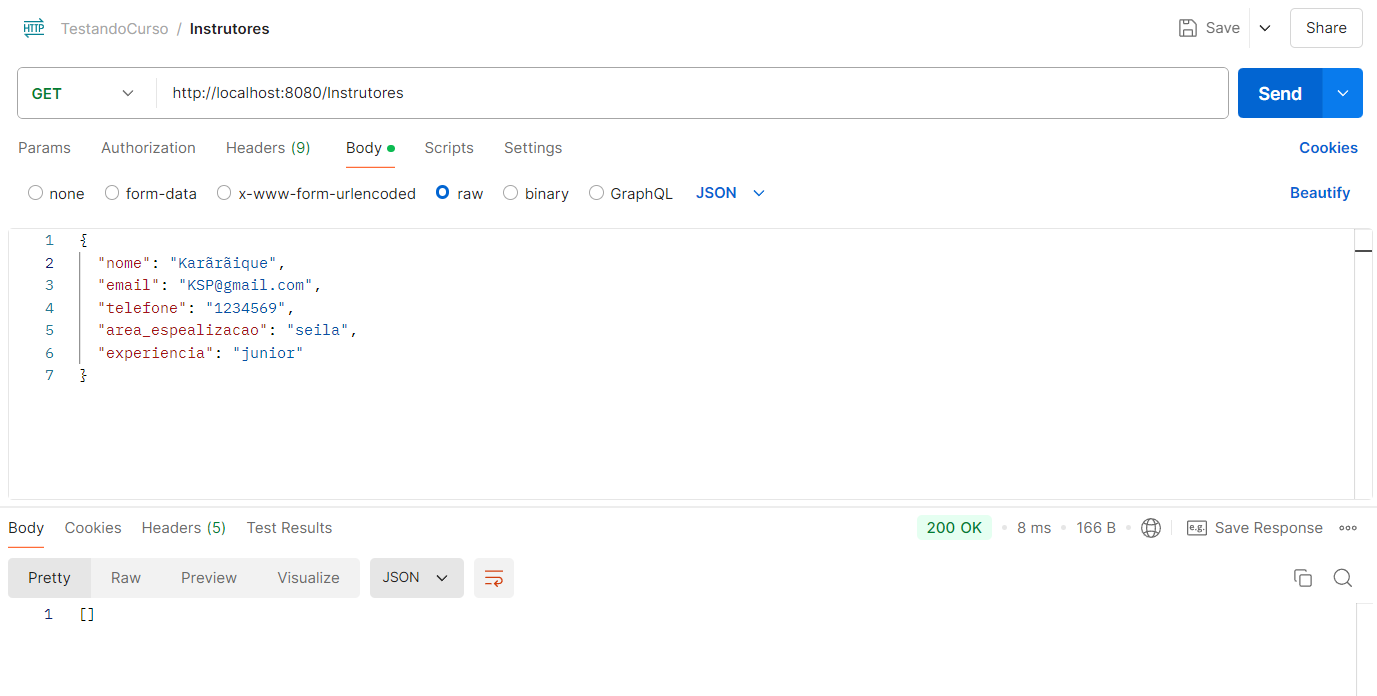 HTTP TestandoCurso / Instrutores Save Share
GET http://localhost:8080/Instrutores Send
Params Authorization Headers (9) Body Scripts Settings Cookies
none form-data x-www-form-urlencoded raw binary GraphQL JSON Beautify
1 {
2 "nome": "Karãrãique",
3 "email": "KSP@gmail.com",
4 "telefone": "1234569",
5 "area_espealizacao": "seila",
6 "experiencia": "junior"
7 }
Body Cookies Headers (5) Test Results 200 OK 8 ms 166 B e.g. Save Response
Pretty Raw Preview Visualize JSON
1 []